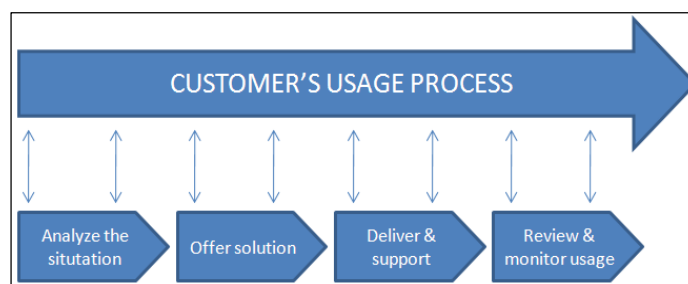 CUSTOMER'S USAGE PROCESS
Analyze the
situtation
Offer solution
Deliver &
support
Review &
monitor usage